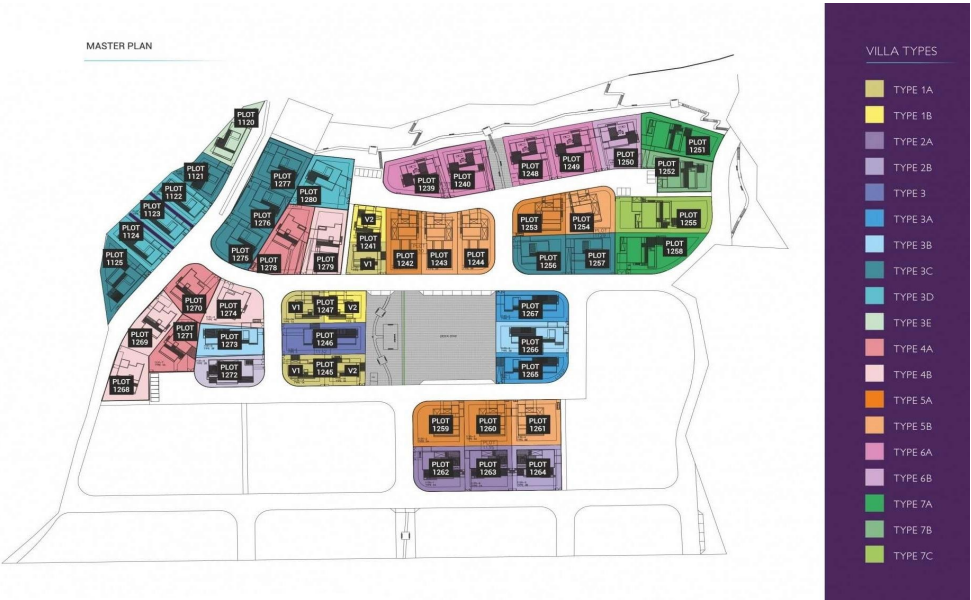 MASTER PLAN
PLOT
1120
PLOT
1121
PLOT
1122
PLOT
1123
PLOT
1124
PLOT
1125
PLOT
1277
PLOT
1280
PLOT
1276
PLOT
1275
PLOT
1278
PLOT
1279
V2
PLOT
1241
V1
PLOT
1242
PLOT
1243
PLOT
1244
PLOT
1239
PLOT
1240
PLOT
1248
PLOT
1249
PLOT
1250
PLOT
1251
PLOT
1252
PLOT
1253
PLOT
1254
PLOT
1255
PLOT
1256
PLOT
1257
PLOT
1258
PLOT
1270
PLOT
1274
PLOT
1269
PLOT
1271
PLOT
1273
PLOT
1272
PLOT
1268
V1
PLOT
1247
V2
PLOT
1246
V1
PLOT
1245
V2
PLOT
1267
PLOT
1266
PLOT
1265
PLOT
1259
PLOT
1260
PLOT
1261
PLOT
1262
PLOT
1263
PLOT
1264
VILLA TYPES
TYPE 1A
TYPE 1B
TYPE 2A
TYPE 2B
TYPE 3
TYPE 3A
TYPE 3B
TYPE 3C
TYPE 3D
TYPE 3E
TYPE 4A
TYPE 4B
TYPE 5A
TYPE 5B
TYPE 6A
TYPE 6B
TYPE 7A
TYPE 7B
TYPE 7C